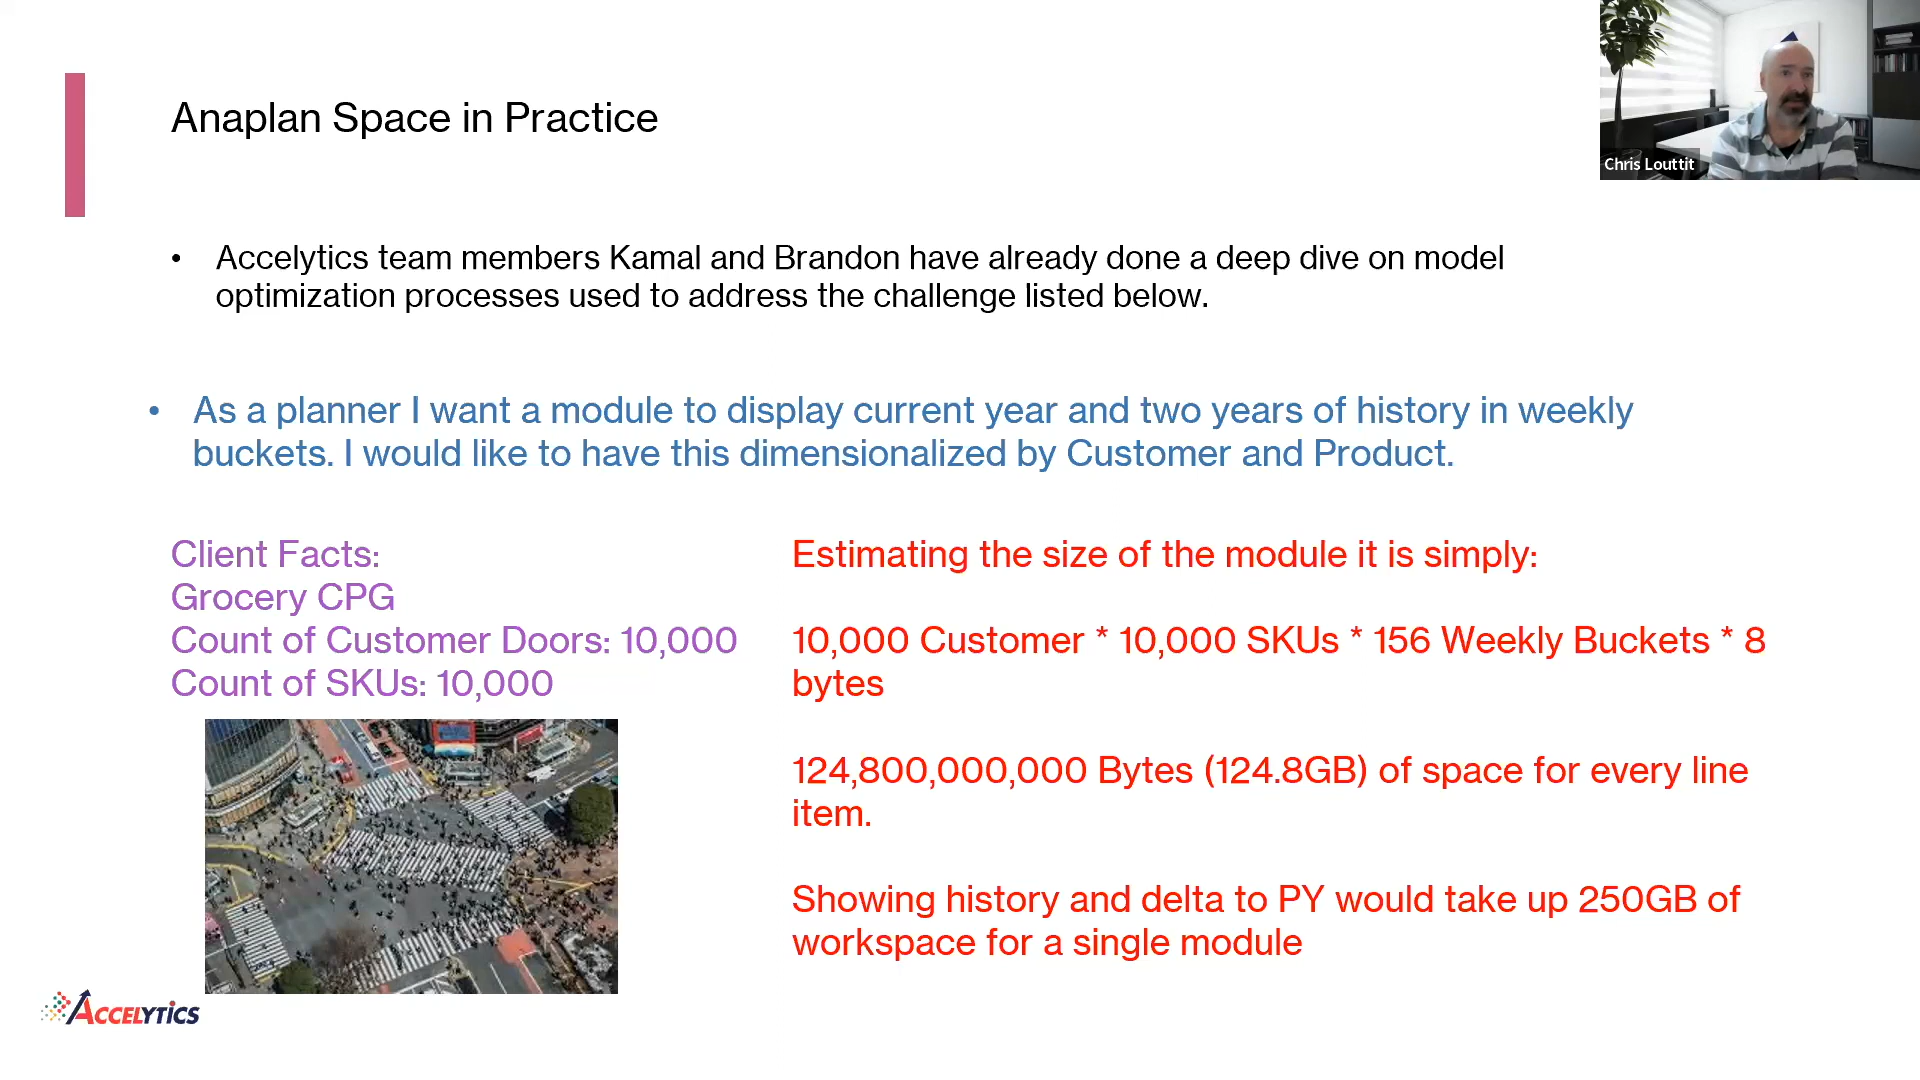 Anaplan Space in Practice
Chris Louttit
• Accelytics team members Kamal and Brandon have already done a deep dive on model
optimization processes used to address the challenge listed below.
• As a planner I want a module to display current year and two years of history in weekly
buckets. I would like to have this dimensionalized by Customer and Product.
Client Facts:
Grocery CPG
Count of Customer Doors: 10,000
Count of SKUs: 10,000
Estimating the size of the module it is simply:
10,000 Customer * 10,000 SKUs * 156 Weekly Buckets * 8
bytes
124,800,000,000 Bytes (124.8GB) of space for every line
item.
Showing history and delta to PY would take up 250GB of
workspace for a single module
ACCELYTICS